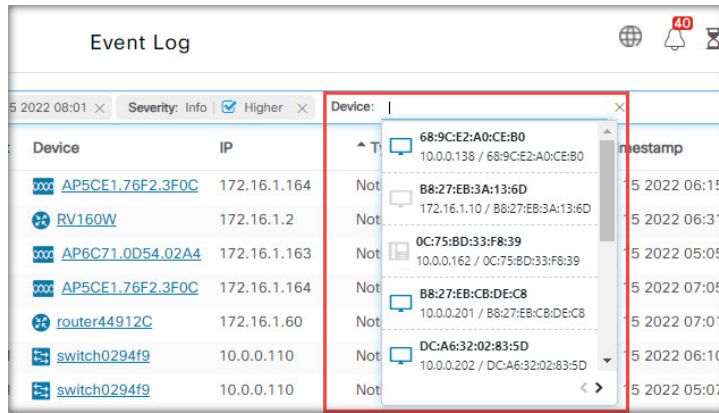 Event Log
40
5 2022 08:01 × Severity: Info | Higher × Device: ×
Device IP Ty mestamp
AP5CE1.76F2.3F0C 172.16.1.164 Not 15 2022 06:15
RV160W 172.16.1.2 Not 15 2022 06:31
AP6C71.0D54.02A4 172.16.1.163 Not 15 2022 05:05
AP5CE1.76F2.3F0C 172.16.1.164 Not 15 2022 07:05
router44912C 172.16.1.60 Not 15 2022 07:01
switch0294f9 10.0.0.110 Not 15 2022 06:10
switch0294f9 10.0.0.110 Not 15 2022 05:07
68:9C:E2:A0:CE:B0
10.0.0.138 / 68:9C:E2:A0:CE:B0
B8:27:EB:3A:13:6D
172.16.1.10 / B8:27:EB:3A:13:6D
0C:75:BD:33:F8:39
10.0.0.162 / 0C:75:BD:33:F8:39
B8:27:EB:CB:DE:C8
10.0.0.201 / B8:27:EB:CB:DE:C8
DC:A6:32:02:83:5D
10.0.0.202 / DC:A6:32:02:83:5D